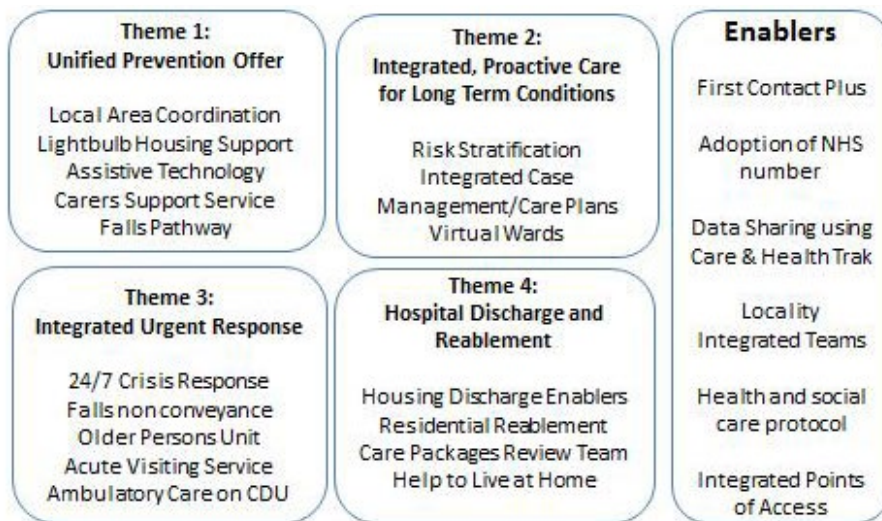 Theme 1:
Unified Prevention Offer
Local Area Coordination
Lightbulb Housing Support
Assistive Technology
Carers Support Service
Falls Pathway
Theme 2:
Integrated, Proactive Care
for Long Term Conditions
Risk Stratification
Integrated Case
Management/Care Plans
Virtual Wards
Theme 3:
Integrated Urgent Response
24/7 Crisis Response
Falls non conveyance
Older Persons Unit
Acute Visiting Service
Ambulatory Care on CDU
Theme 4:
Hospital Discharge and
Reablement
Housing Discharge Enablers
Residential Reablement
Care Packages Review Team
Help to Live at Home
Enablers
First Contact Plus
Adoption of NHS
number
Data Sharing using
Care & Health Trak
Locality
Integrated Teams
Health and social
care protocol
Integrated Points
of Access